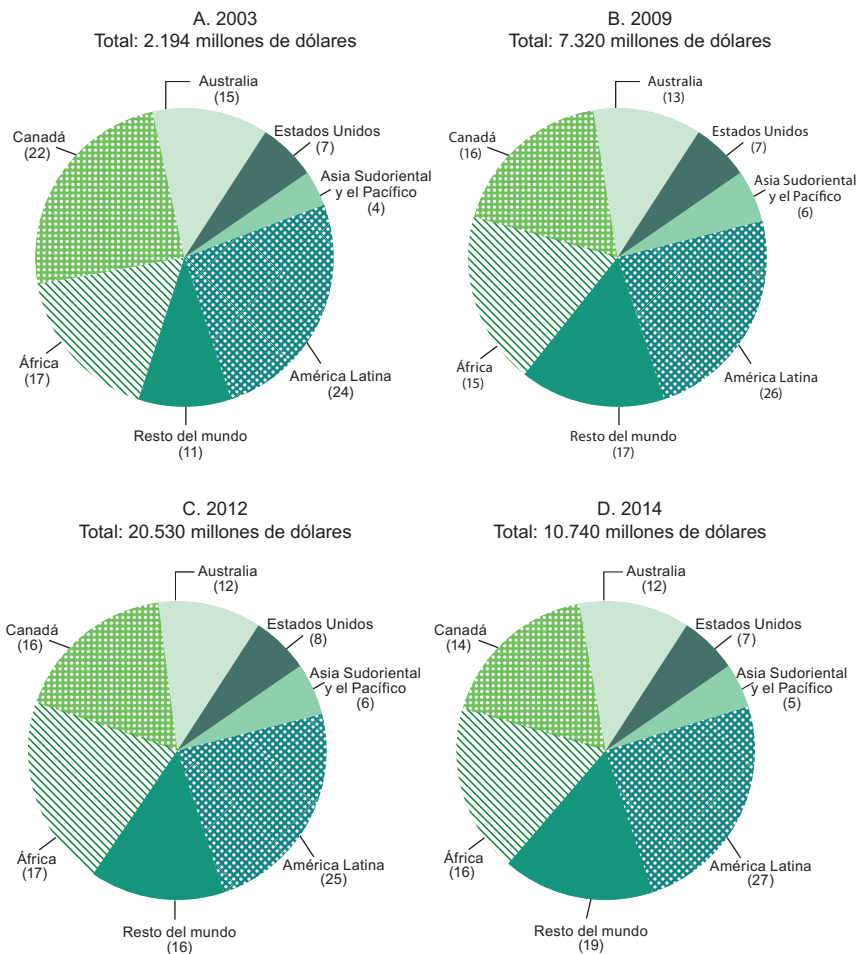 A. 2003
Total: 2.194 millones de dólares
Australia
(15)
Estados Unidos
(7)
Asia Sudoriental
y el Pacífico
(4)
América Latina
(24)
Resto del mundo
(11)
África
(17)
Canadá
(22)
B. 2009
Total: 7.320 millones de dólares
Australia
(13)
Estados Unidos
(7)
Asia Sudoriental
y el Pacífico
(6)
América Latina
(26)
Resto del mundo
(17)
África
(15)
Canadá
(16)
C. 2012
Total: 20.530 millones de dólares
Australia
(12)
Estados Unidos
(8)
Asia Sudoriental
y el Pacífico
(6)
América Latina
(25)
Resto del mundo
(16)
África
(17)
Canadá
(16)
D. 2014
Total: 10.740 millones de dólares
Australia
(12)
Estados Unidos
(7)
Asia Sudoriental
y el Pacífico
(5)
América Latina
(27)
Resto del mundo
(19)
África
(16)
Canadá
(14)